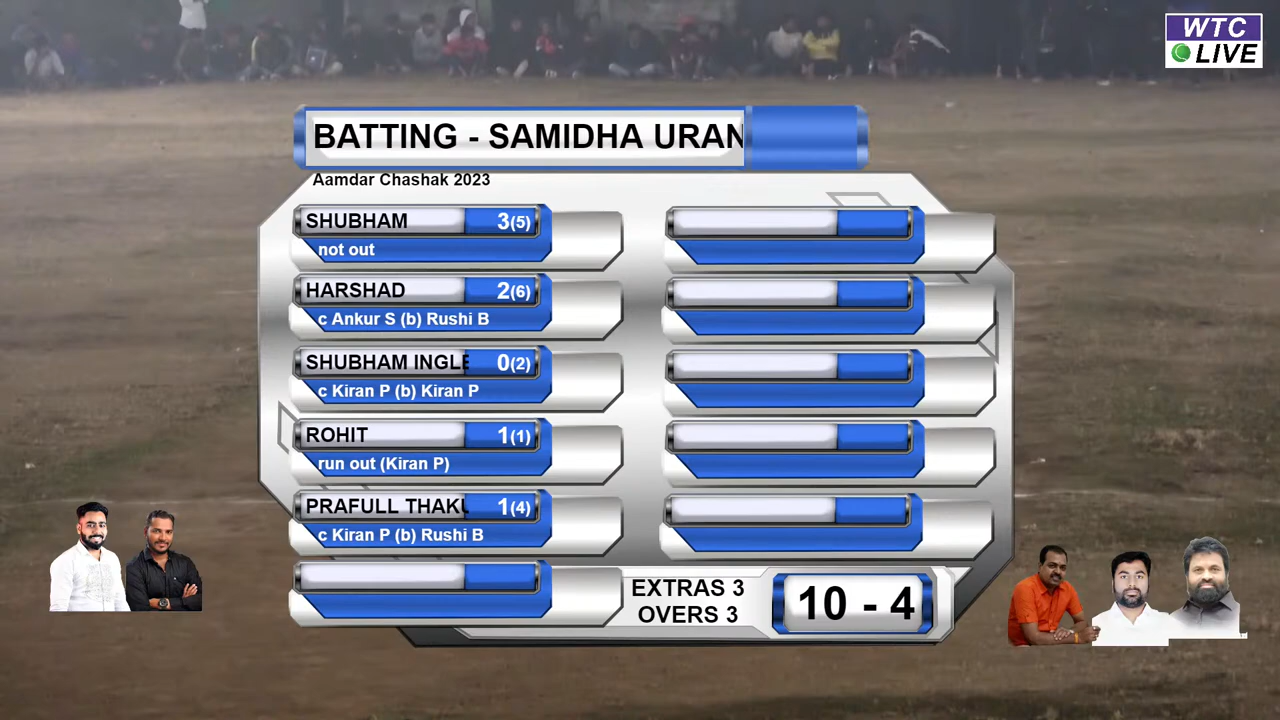 WTC
LIVE
BATTING - SAMIDHA URAN
Aamdar Chashak 2023
SHUBHAM 3(5)
not out
HARSHAD 2(6)
c Ankur S (b) Rushi B
SHUBHAM INGLE 0(2)
c Kiran P (b) Kiran P
ROHIT 1(1)
run out (Kiran P)
PRAFULL THAKU 1(4)
c Kiran P (b) Rushi B
EXTRAS 3
OVERS 3
10 - 4